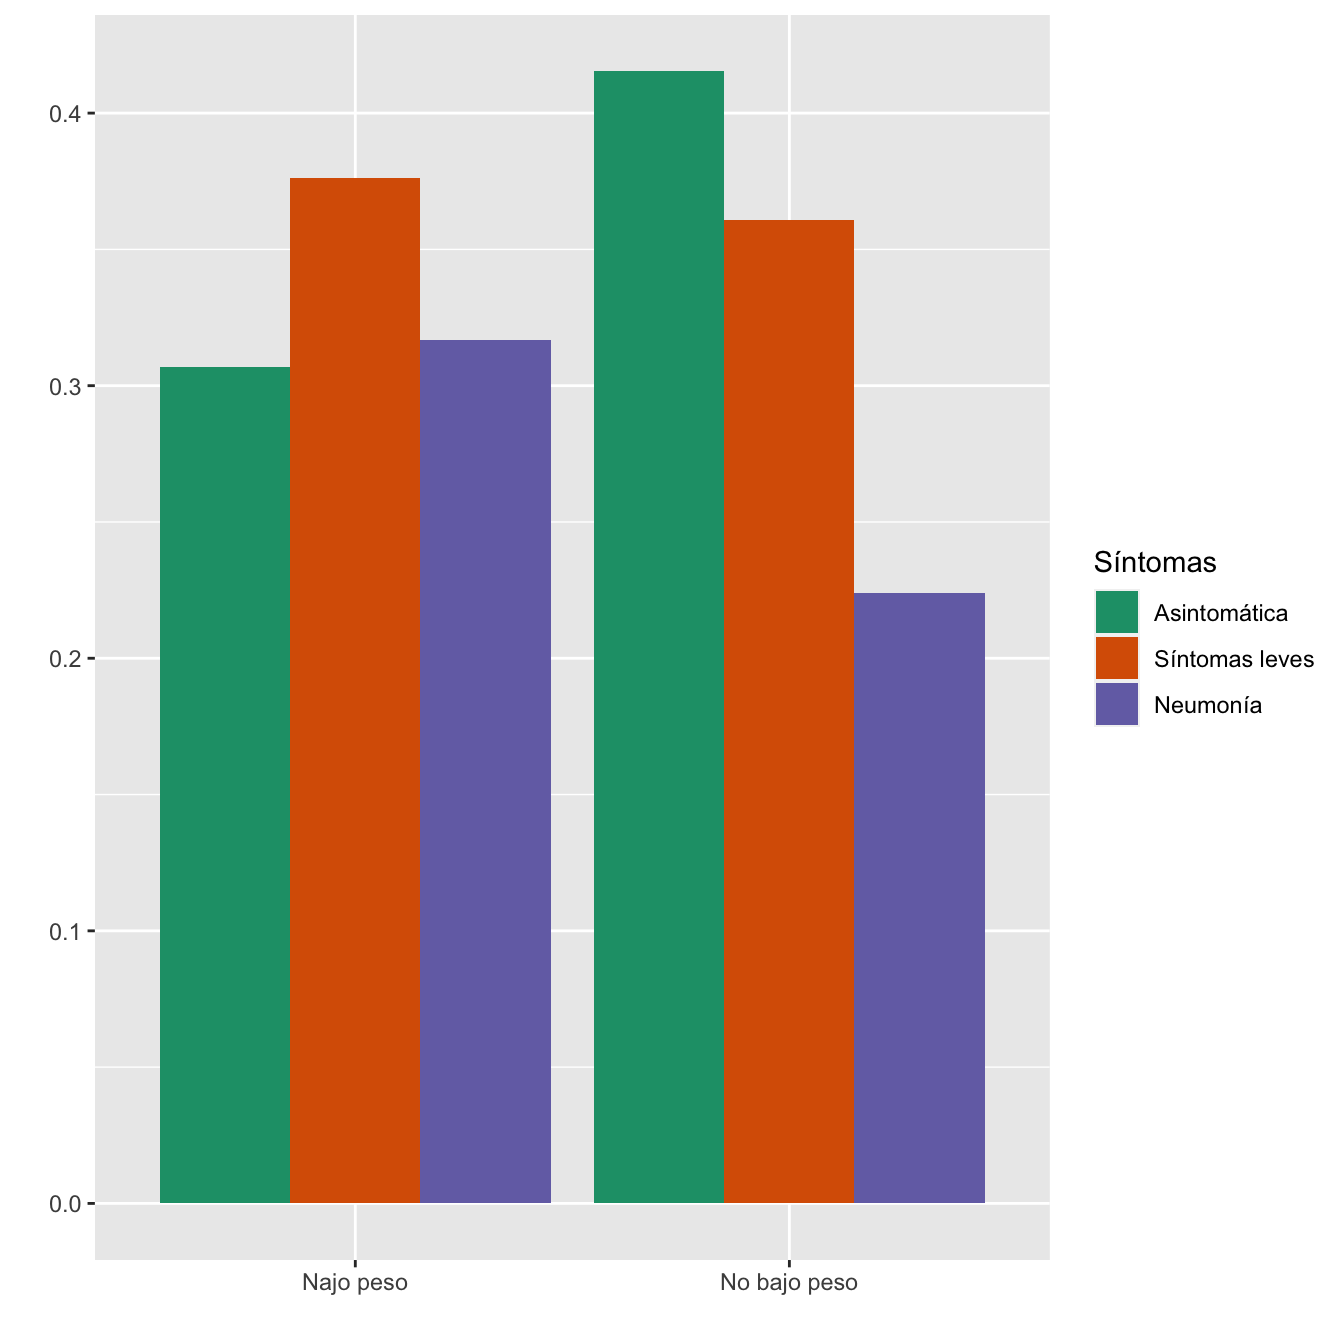 0.4
0.3
0.2
0.1
0.0
Najo peso
No bajo peso
Síntomas
Asintomática
Síntomas leves
Neumonía